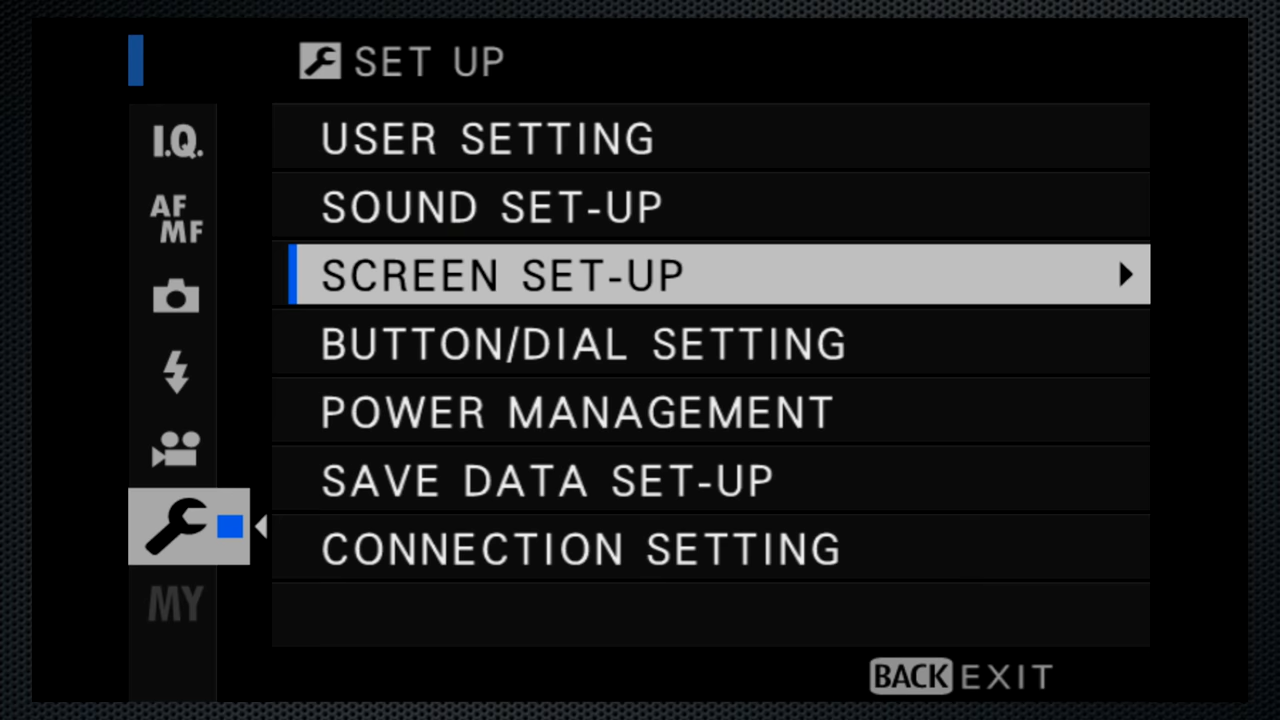 SET UP
I.Q.
AF
MF
MY
USER SETTING
SOUND SET-UP
SCREEN SET-UP
BUTTON/DIAL SETTING
POWER MANAGEMENT
SAVE DATA SET-UP
CONNECTION SETTING
BACK EXIT